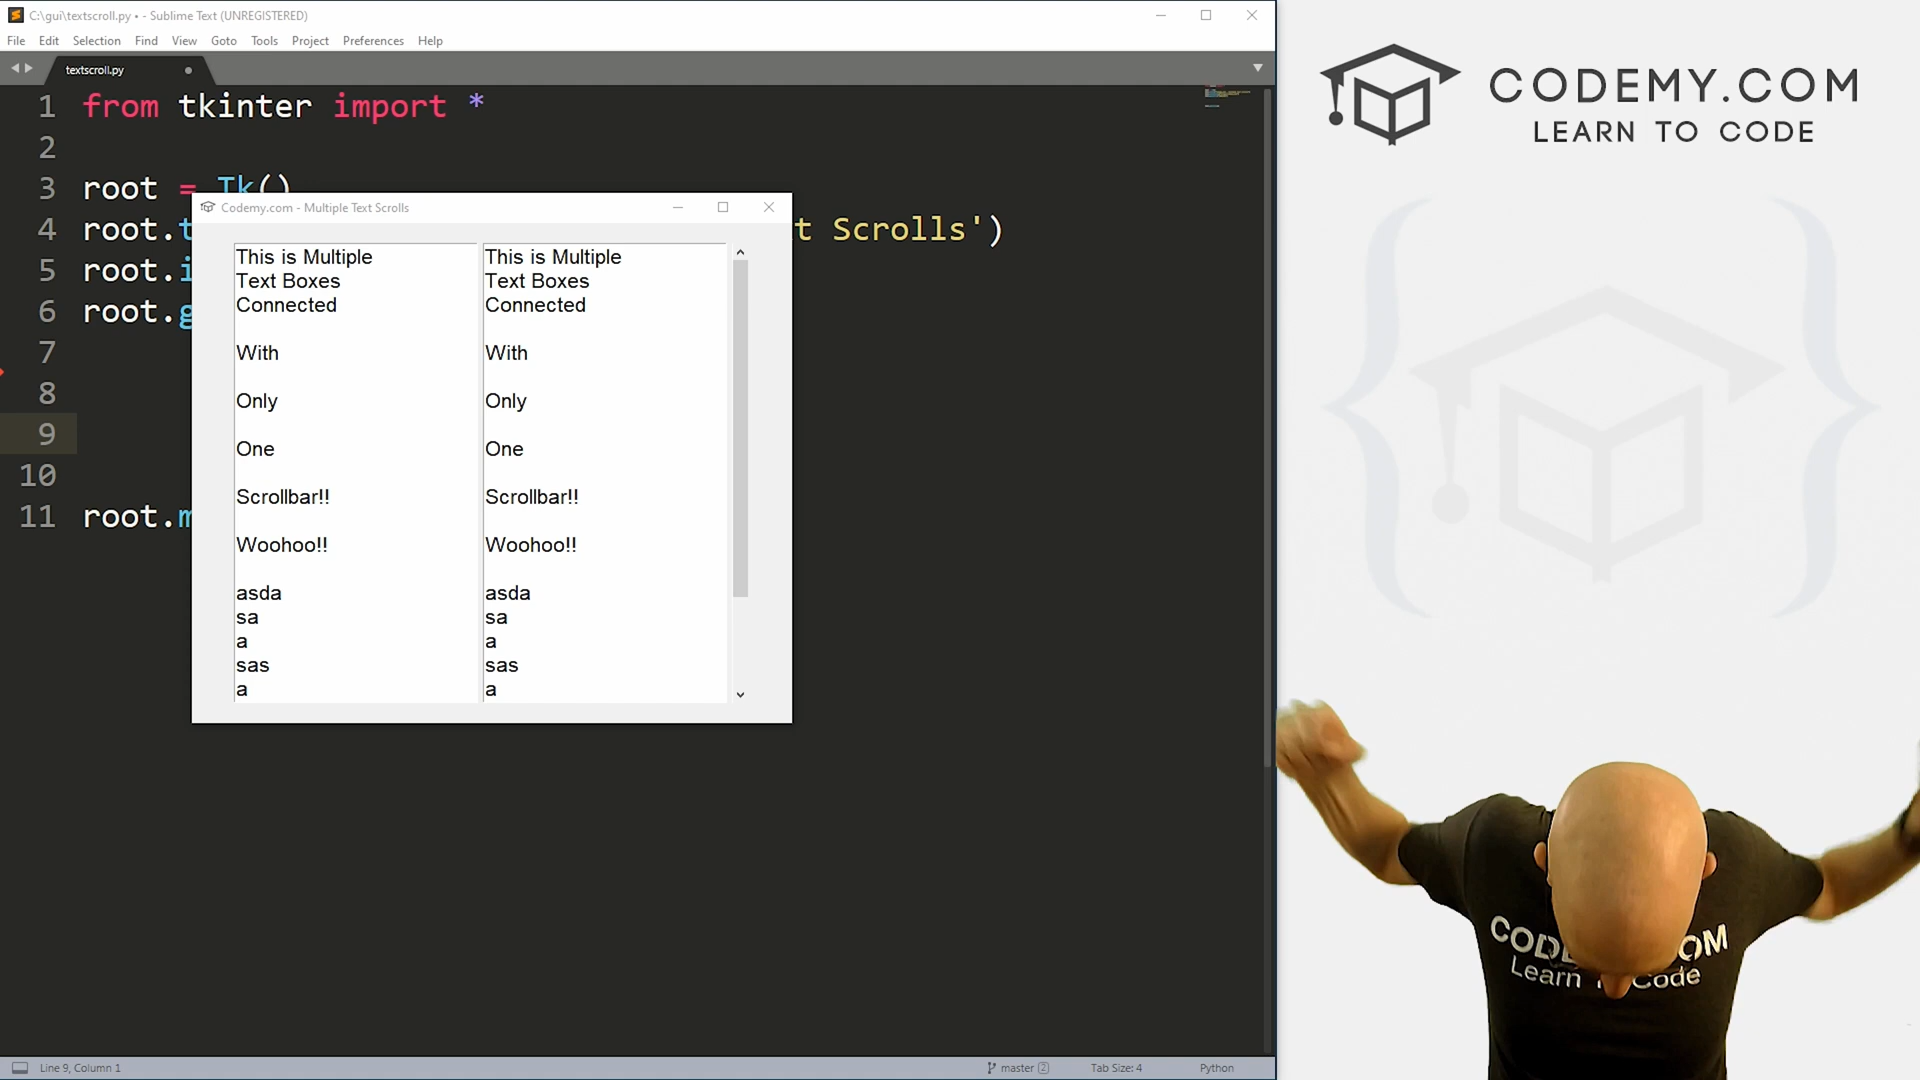 C:\gui\textscroll.py • - Sublime Text (UNREGISTERED)
File Edit Selection Find View Goto Tools Project Preferences Help
textscroll.py
1 from tkinter import *
2
3 root = Tk()
4 root.t t Scrolls')
5 root.i
6 root.g
7
8
9
10
11 root.m
Codemy.com - Multiple Text Scrolls
This is Multiple
Text Boxes
Connected
With
Only
One
Scrollbar!!
Woohoo!!
asda
sa
a
sas
a
This is Multiple
Text Boxes
Connected
With
Only
One
Scrollbar!!
Woohoo!!
asda
sa
a
sas
a
Line 9, Column 1 master 2 Tab Size: 4 Python
CODEMY.COM
LEARN TO CODE
Code